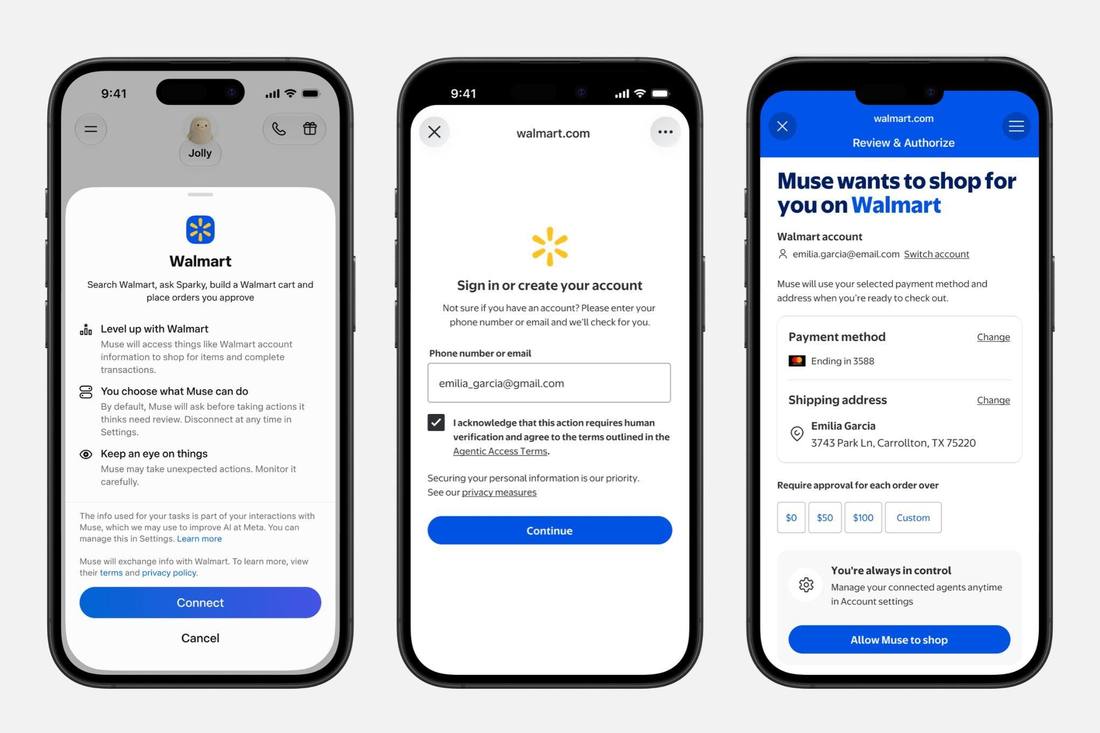 9:41
Jolly
Walmart
Search Walmart, ask Sparky, build a Walmart cart and
place orders you approve
Level up with Walmart
Muse will access things like Walmart account
information to shop for items and complete
transactions.
You choose what Muse can do
By default, Muse will ask before taking actions it
thinks need review. Disconnect at any time in
Settings.
Keep an eye on things
Muse may take unexpected actions. Monitor it
carefully.
The info used for your tasks is part of your interactions with
Muse, which we may use to improve AI at Meta. You can
manage this in Settings. Learn more
Muse will exchange info with Walmart. To learn more, view
their terms and privacy policy.
Connect
Cancel
9:41
walmart.com
Sign in or create your account
Not sure if you have an account? Please enter your
phone number or email and we'll check for you.
Phone number or email
emilia_garcia@gmail.com
I acknowledge that this action requires human
verification and agree to the terms outlined in the
Agentic Access Terms.
Securing your personal information is our priority.
See our privacy measures
Continue
walmart.com
Review & Authorize
Muse wants to shop for
you on Walmart
Walmart account
emilia.garcia@email.com Switch account
Muse will use your selected payment method and
address when you're ready to check out.
Payment method Change
Ending in 3588
Shipping address Change
Emilia Garcia
3743 Park Ln, Carrollton, TX 75220
Require approval for each order over
$0 $50 $100 Custom
You're always in control
Manage your connected agents anytime
in Account settings
Allow Muse to shop